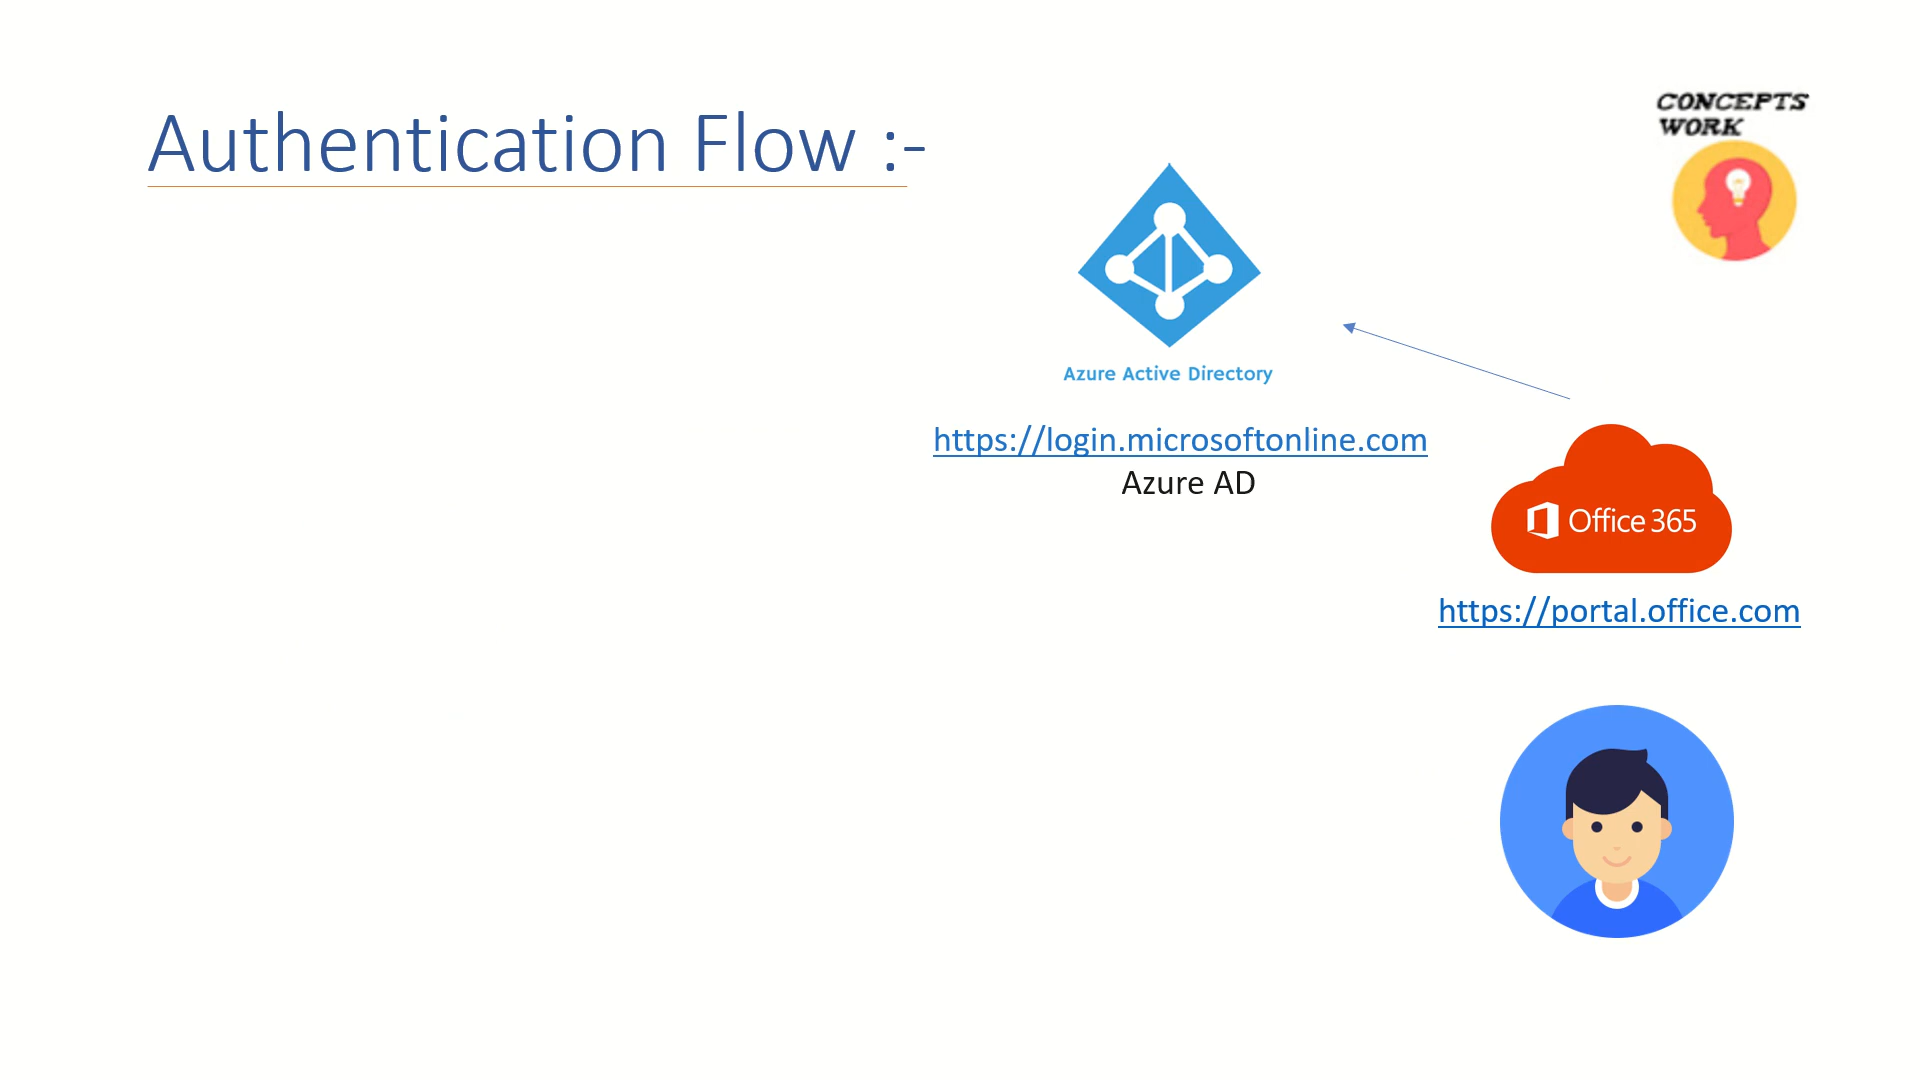 CONCEPTS
WORK
Authentication Flow :-
Azure Active Directory
https://login.microsoftonline.com
Azure AD
Office 365
https://portal.office.com